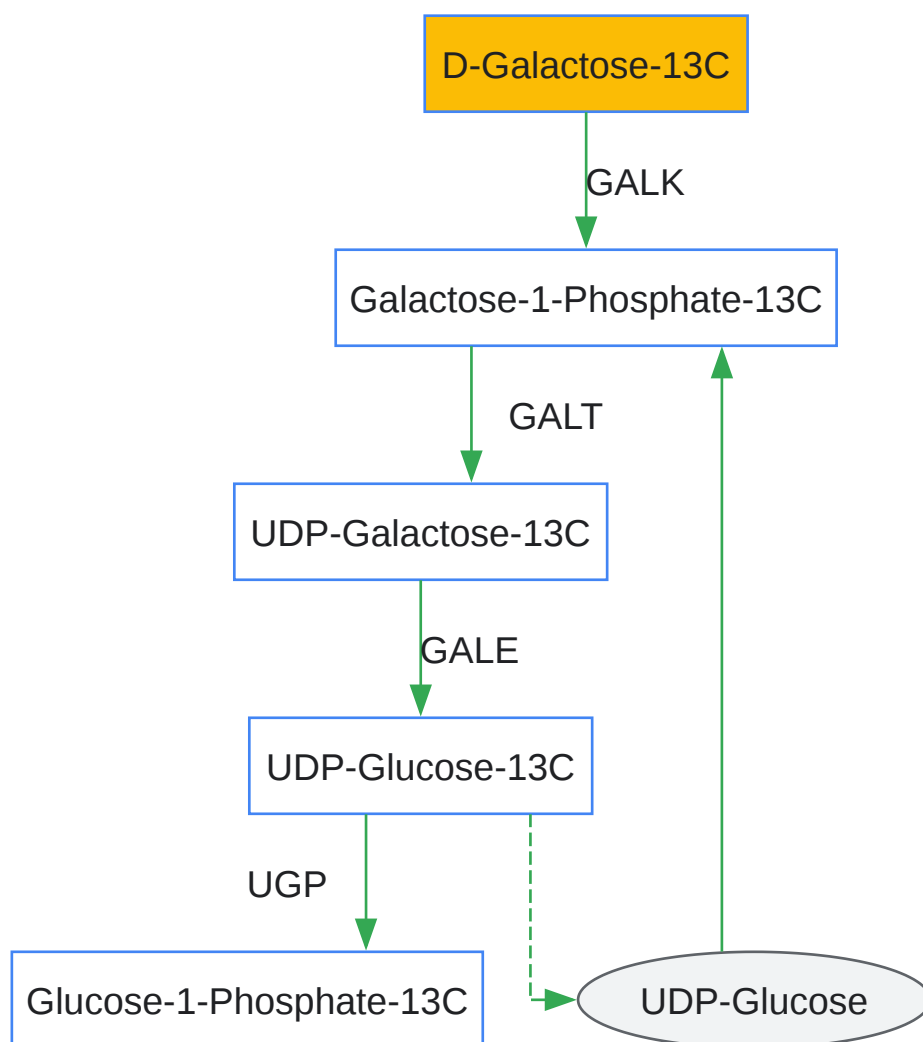 D-Galactose-13C
GALK
Galactose-1-Phosphate-13C
GALT
UDP-Galactose-13C
GALE
UDP-Glucose-13C
UGP
Glucose-1-Phosphate-13C
UDP-Glucose